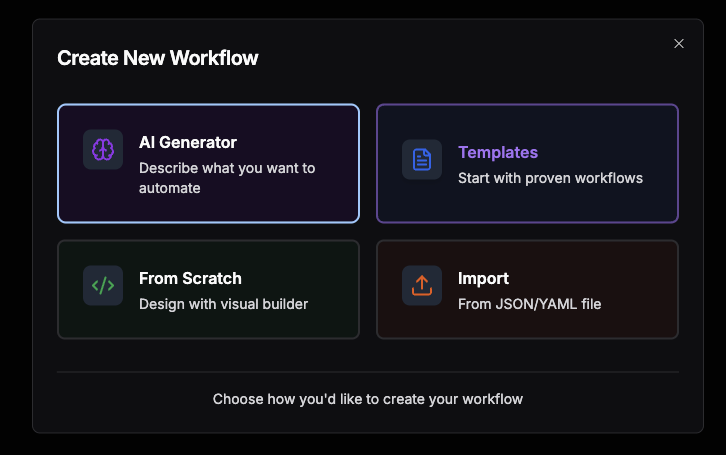 Create New Workflow
AI Generator
Describe what you want to
automate
Templates
Start with proven workflows
From Scratch
Design with visual builder
Import
From JSON/YAML file
Choose how you'd like to create your workflow